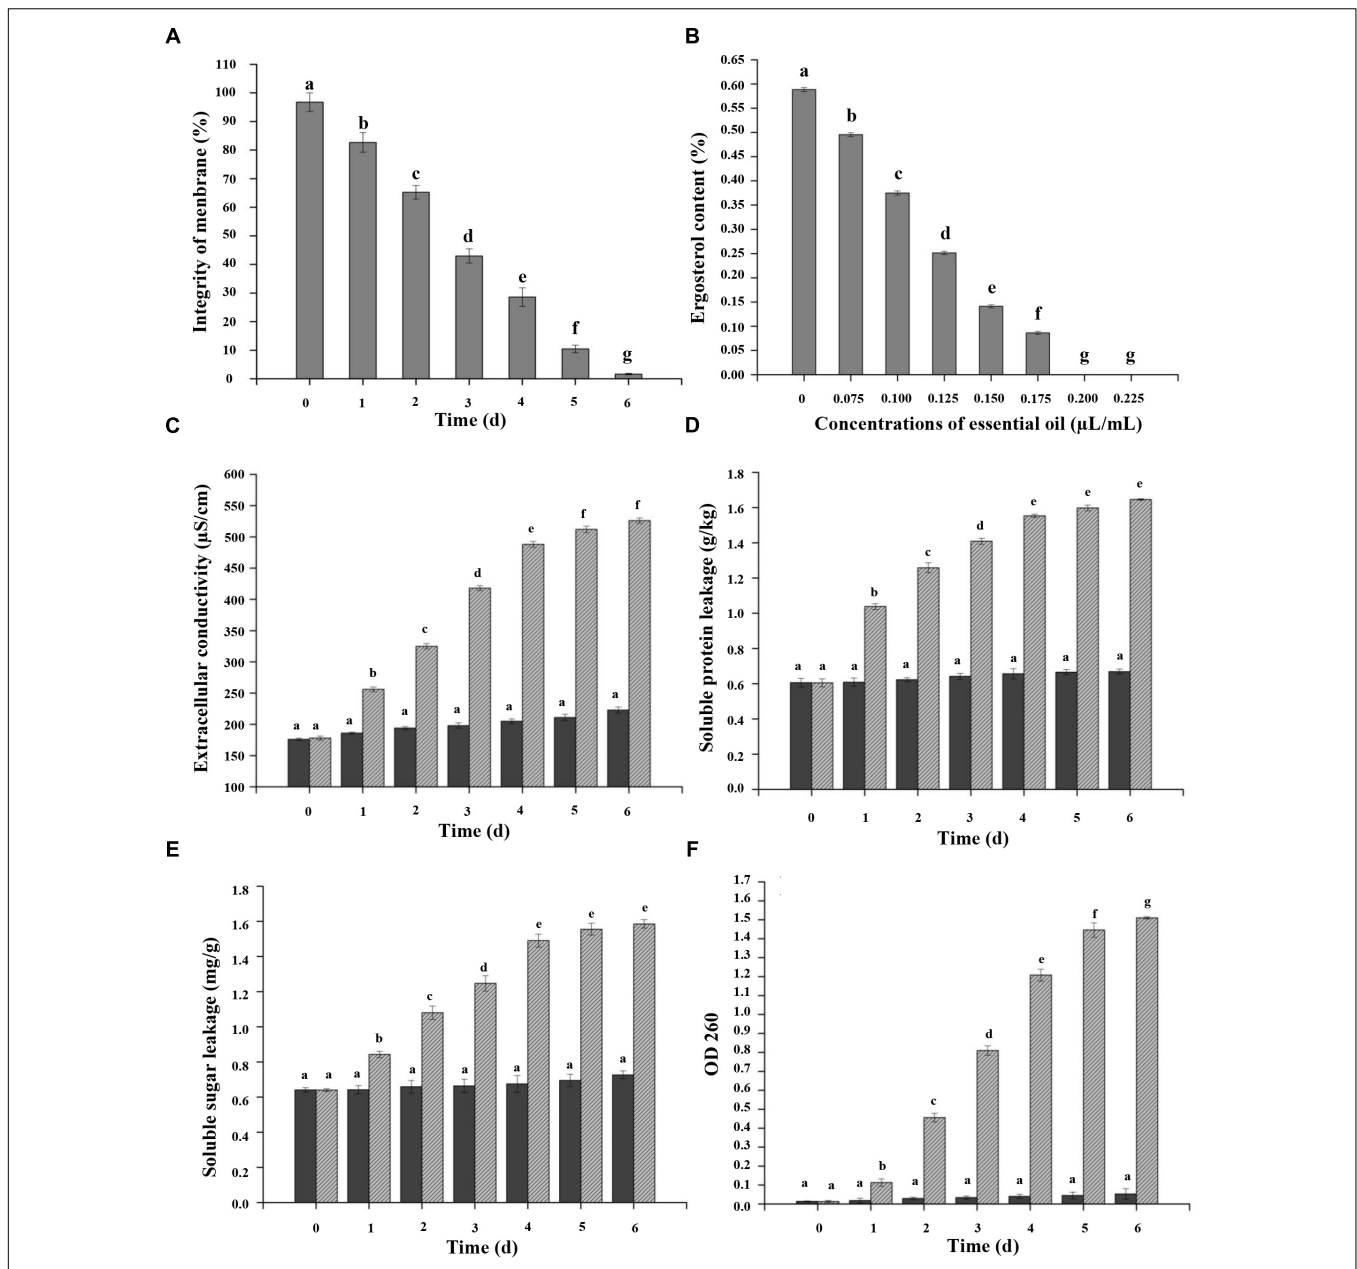 A
110
100
90
80
70
60
50
40
30
20
10
0
Integrity of menbrane (%)
a
b
c
d
e
f
g
0 1 2 3 4 5 6
Time (d)
B
0.65
0.60
0.55
0.50
0.45
0.40
0.35
0.30
0.25
0.20
0.15
0.10
0.05
0.00
Ergosterol content (%)
a
b
c
d
e
f
g g
0 0.075 0.100 0.125 0.150 0.175 0.200 0.225
Concentrations of essential oil (µL/mL)
C
600
550
500
450
400
350
300
250
200
150
100
Extracellular conductivity (µS/cm)
a a a b a c a d a e a f a f
0 1 2 3 4 5 6
Time (d)
D
1.8
1.6
1.4
1.2
1.0
0.8
0.6
0.4
0.2
0.0
Soluble protein leakage (g/kg)
a a a b a c a d a e a e a e
0 1 2 3 4 5 6
Time (d)
E
1.8
1.6
1.4
1.2
1.0
0.8
0.6
0.4
0.2
0.0
Soluble sugar leakage (mg/g)
a a a b a c a d a e a e a e
0 1 2 3 4 5 6
Time (d)
F
1.7
1.6
1.5
1.4
1.3
1.2
1.1
1.0
0.9
0.8
0.7
0.6
0.5
0.4
0.3
0.2
0.1
0.0
OD 260
a a a b a c a d a e a f a g
0 1 2 3 4 5 6
Time (d)